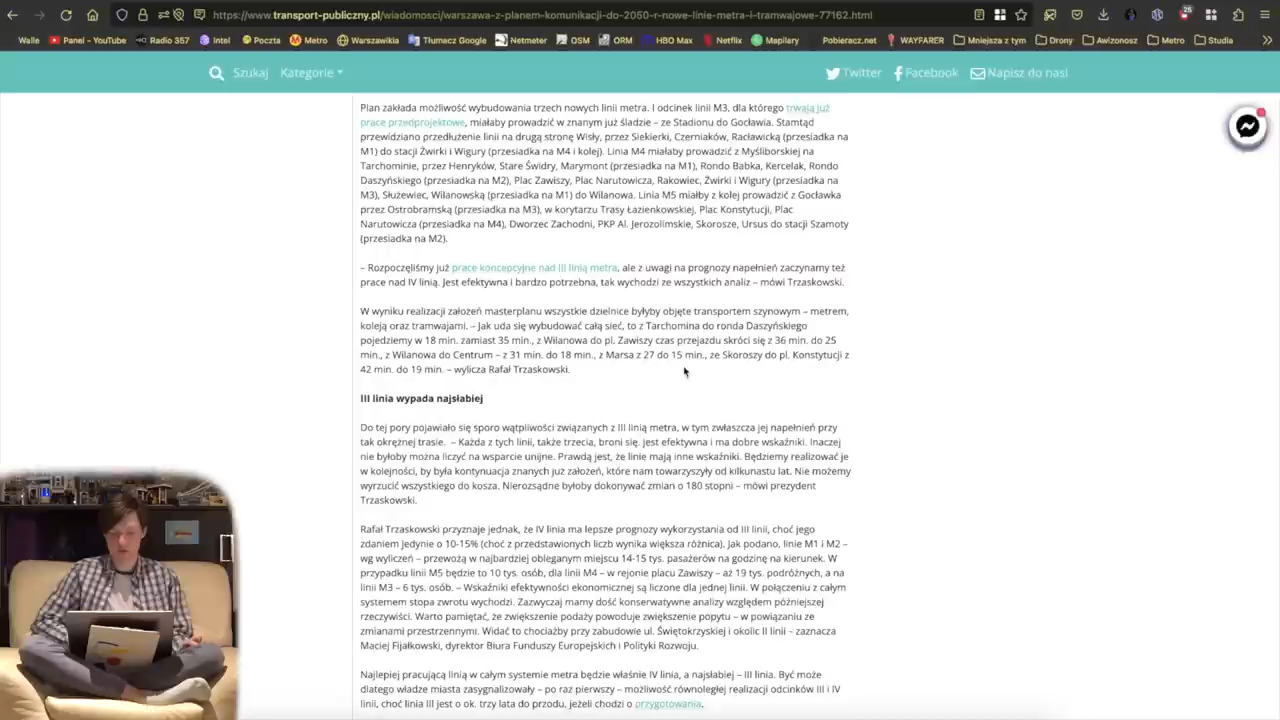 https://www.transport-publiczny.pl/wiadomosci/warszawa-z-planem-komunikacji-do-2050-r-nowe-linie-metra-i-tramwajowe-77162.html
25
Walle Panel - YouTube Radio 357 Intel Poczta Metro Warszawikia Tłumacz Google Netmeter OSM ORM HBO Max Netflix Mapilary Pobieracz.net WAYFARER Mniejsza z tym Drony Awizonosz Metro Studia
Szukaj Kategorie Twitter Facebook Napisz do nasi
Plan zakłada możliwość wybudowania trzech nowych linii metra. I odcinek linii M3, dla którego trwają już
prace przedprojektowe, miałaby prowadzić w znanym już śladzie – ze Stadionu do Gocławia. Stamtąd
przewidziano przedłużenie linii na drugą stronę Wisły, przez Siekierki, Czerniaków, Racławicką (przesiadka na
M1) do stacji Żwirki i Wigury (przesiadka na M4 i kolej). Linia M4 miałaby prowadzić z Myśliborskiej na
Tarchominie, przez Henryków, Stare Świdry, Marymont (przesiadka na M1), Rondo Babka, Kercelak, Rondo
Daszyńskiego (przesiadka na M2), Plac Zawiszy, Plac Narutowicza, Rakowiec, Żwirki i Wigury (przesiadka na
M3), Służewiec, Wilanowską (przesiadka na M1) do Wilanowa. Linia M5 miałby z kolej prowadzić z Gocławka
przez Ostrobramską (przesiadka na M3), w korytarzu Trasy Łazienkowskiej, Plac Konstytucji, Plac
Narutowicza (przesiadka na M4), Dworzec Zachodni, PKP Al. Jerozolimskie, Skorosze, Ursus do stacji Szamoty
(przesiadka na M2).
– Rozpoczęliśmy już prace koncepcyjne nad III linią metra, ale z uwagi na prognozy napełnień zaczynamy też
prace nad IV linią. Jest efektywna i bardzo potrzebna, tak wychodzi ze wszystkich analiz – mówi Trzaskowski.
W wyniku realizacji założeń masterplanu wszystkie dzielnice byłyby objęte transportem szynowym – metrem,
koleją oraz tramwajami. – Jak uda się wybudować całą sieć, to z Tarchomina do ronda Daszyńskiego
pojedziemy w 18 min. zamiast 35 min., z Wilanowa do pl. Zawiszy czas przejazdu skróci się z 36 min. do 25
min., z Wilanowa do Centrum – z 31 min. do 18 min., z Marsa z 27 do 15 min., ze Skoroszy do pl. Konstytucji z
42 min. do 19 min. – wylicza Rafał Trzaskowski.
III linia wypada najsłabiej
Do tej pory pojawiało się sporo wątpliwości związanych z III linią metra, w tym zwłaszcza jej napełnień przy
tak okrężnej trasie. – Każda z tych linii, także trzecia, broni się. jest efektywna i ma dobre wskaźniki. Inaczej
nie byłoby można liczyć na wsparcie unijne. Prawdą jest, że linię mają inne wskaźniki. Będziemy realizować je
w kolejności, by była kontynuacja znanych już założeń, które nam towarzyszyły od kilkunastu lat. Nie możemy
wyrzucić wszystkiego do kosza. Nierozsądne byłoby dokonywać zmian o 180 stopni – mówi prezydent
Trzaskowski.
Rafał Trzaskowski przyznaje jednak, że IV linia ma lepsze prognozy wykorzystania od III linii, choć jego
zdaniem jedynie o 10-15% (choć z przedstawionych liczb wynika większa różnica). Jak podano, linie M1 i M2 –
wg wyliczeń – przewożą w najbardziej obleganym miejscu 14-15 tys. pasażerów na godzinę na kierunek. W
przypadku linii M5 będzie to 10 tys. osób, dla linii M4 – w rejonie placu Zawiszy – aż 19 tys. podróżnych, a na
linii M3 – 6 tys. osób. – Wskaźniki efektywności ekonomicznej są liczone dla jednej linii. W połączeniu z całym
systemem stopa zwrotu wychodzi. Zazwyczaj mamy dość konserwatywne analizy względem późniejszej
rzeczywiści. Warto pamiętać, że zwiększenie podaży powoduje zwiększenie popytu – w powiązaniu ze
zmianami przestrzennymi. Widać to chociażby przy zabudowie ul. Świętokrzyskiej i okolic II linii – zaznacza
Maciej Fijałkowski, dyrektor Biura Funduszy Europejskich i Polityki Rozwoju.
Najlepiej pracującą linią w całym systemie metra będzie właśnie IV linia, a najsłabiej – III linia. Być może
dlatego władze miasta zasygnalizowały – po raz pierwszy – możliwość równoległej realizacji odcinków III i IV
linii, choć linia III jest o ok. trzy lata do przodu, jeżeli chodzi o przygotowania.